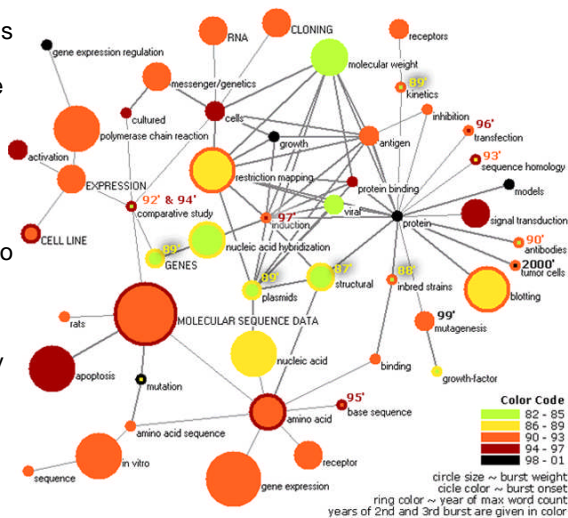 s
RNA
CLONING
receptors
gene expression regulation
e
messenger/genetics
molecular weight
89'
kinetics
cultured
cells
inhibition
polymerase chain reaction
growth
antigen
96'
transfection
activation
restriction mapping
protein binding
93'
sequence homology
EXPRESSION
models
92' & 94'
comparative study
viral
97'
induction
protein
signal transduction
CELL LINE
nucleic acid hybridization
90'
antibodies
o
89'
GENES
2000'
tumor cells
89'
plasmids
87'
structural
88'
inbred strains
blotting
rats
MOLECULAR SEQUENCE DATA
99'
mutagenesis
y
apoptosis
nucleic acid
binding
growth-factor
mutation
95'
base sequence
amino acid
amino acid sequence
in vitro
receptor
sequence
gene expression
Color Code
82 - 85
86 - 89
90 - 93
94 - 97
98 - 01
circle size ~ burst weight
cicle color ~ burst onset
ring color ~ year of max word count
years of 2nd and 3rd burst are given in color